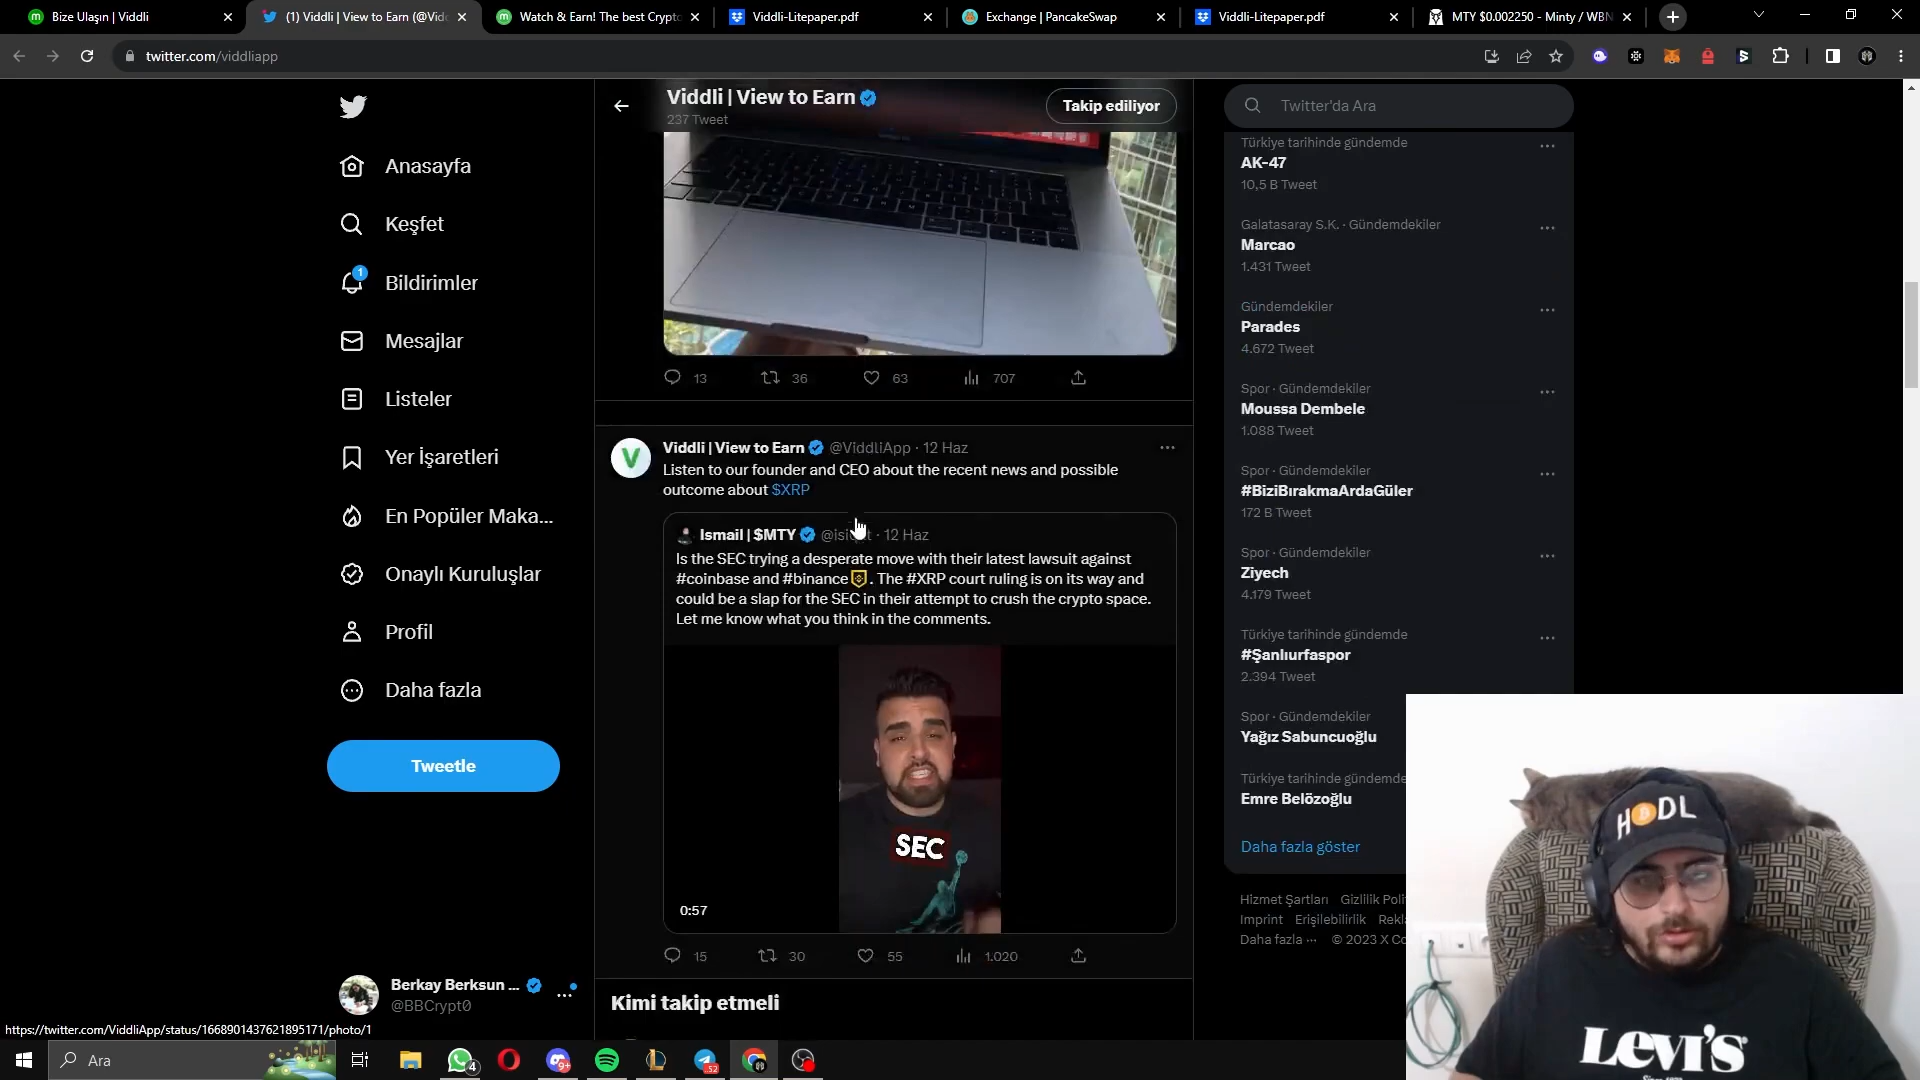 Bize Ulaşın | Viddli
(1) Viddli | View to Earn (@Vid
Watch & Earn! The best Crypto
Viddli-Litepaper.pdf
Exchange | PancakeSwap
Viddli-Litepaper.pdf
MTY $0.002250 - Minty / WBN
twitter.com/viddliapp
Anasayfa
Keşfet
1
Bildirimler
Mesajlar
Listeler
Yer İşaretleri
En Popüler Maka...
Onaylı Kuruluşlar
Profil
Daha fazla
Tweetle
Berkay Berksun ...
@BBCrypt0
Viddli | View to Earn
237 Tweet
Takip ediliyor
13
36
63
707
Viddli | View to Earn @ViddliApp · 12 Haz
Listen to our founder and CEO about the recent news and possible
outcome about $XRP
Ismail | $MTY · 12 Haz
Is the SEC trying a desperate move with their latest lawsuit against
#coinbase and #binance . The #XRP court ruling is on its way and
could be a slap for the SEC in their attempt to crush the crypto space.
Let me know what you think in the comments.
SEC
0:57
15
30
55
1.020
Kimi takip etmeli
Twitter'da Ara
Türkiye tarihinde gündemde
AK-47
10,5 B Tweet
Galatasaray S.K. · Gündemdekiler
Marcao
1.431 Tweet
Gündemdekiler
Parades
4.672 Tweet
Spor · Gündemdekiler
Moussa Dembele
1.088 Tweet
Spor · Gündemdekiler
#BiziBırakmaArdaGüler
172 B Tweet
Spor · Gündemdekiler
Ziyech
4.179 Tweet
Türkiye tarihinde gündemde
#Şanlıurfaspor
2.394 Tweet
Spor · Gündemdekiler
Yağız Sabuncuoğlu
Türkiye tarihinde gündemde
Emre Belözoğlu
Daha fazla göster
Hizmet Şartları Gizlilik Poli
Imprint Erişilebilirlik Rekl
Daha fazla ··· © 2023 X Co
HODL
Levi's
https://twitter.com/ViddliApp/status/1668901437621895171/photo/1
Ara
4
9+
52